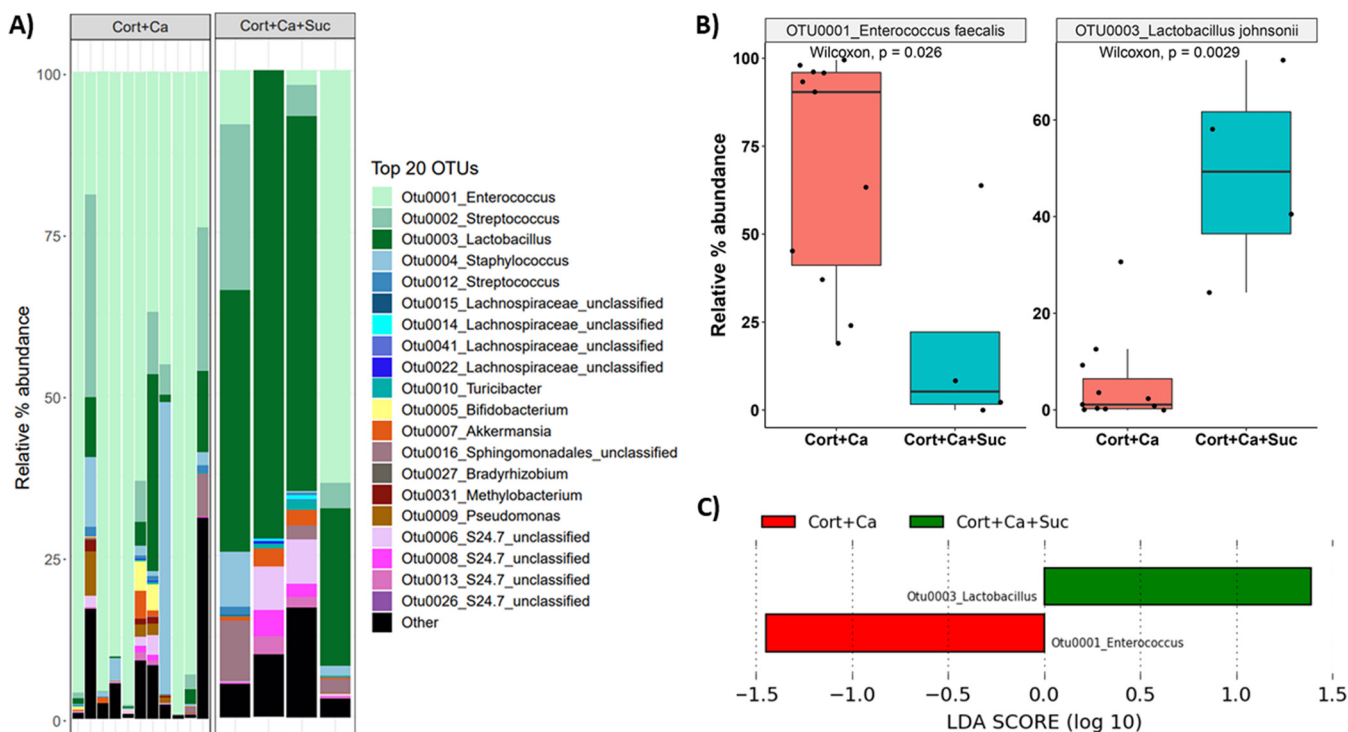 A)
Cort+Ca
Cort+Ca+Suc
Relative % abundance
100
75
50
25
0
Top 20 OTUs
Otu0001_Enterococcus
Otu0002_Streptococcus
Otu0003_Lactobacillus
Otu0004_Staphylococcus
Otu0012_Streptococcus
Otu0015_Lachnospiraceae_unclassified
Otu0014_Lachnospiraceae_unclassified
Otu0041_Lachnospiraceae_unclassified
Otu0022_Lachnospiraceae_unclassified
Otu0010_Turicibacter
Otu0005_Bifidobacterium
Otu0007_Akkermansia
Otu0016_Sphingomonadales_unclassified
Otu0027_Bradyrhizobium
Otu0031_Methylobacterium
Otu0009_Pseudomonas
Otu0006_S24.7_unclassified
Otu0008_S24.7_unclassified
Otu0013_S24.7_unclassified
Otu0026_S24.7_unclassified
Other
B)
OTU0001_Enterococcus faecalis
Wilcoxon, p = 0.026
Relative % abundance
100
75
50
25
0
Cort+Ca Cort+Ca+Suc
OTU0003_Lactobacillus johnsonii
Wilcoxon, p = 0.0029
60
40
20
0
Cort+Ca Cort+Ca+Suc
C)
Cort+Ca Cort+Ca+Suc
Otu0003_Lactobacillus
Otu0001_Enterococcus
−1.5 −1.0 −0.5 0.0 0.5 1.0 1.5
LDA SCORE (log 10)